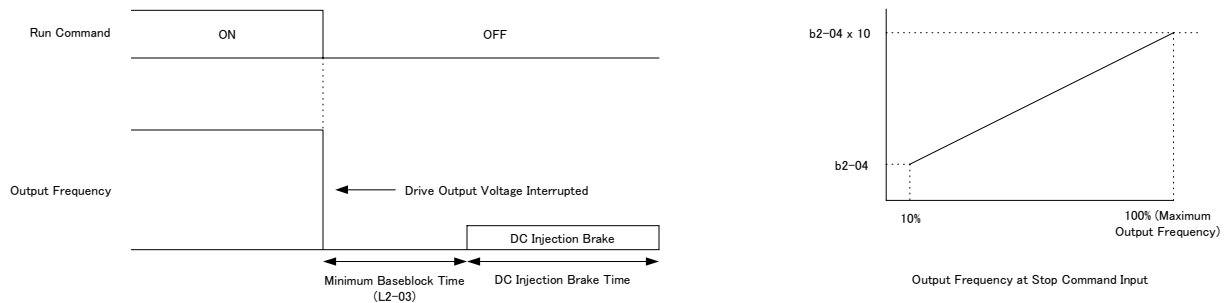 Run Command
ON
OFF
Output Frequency
Drive Output Voltage Interrupted
DC Injection Brake
Minimum Baseblock Time
(L2-03)
DC Injection Brake Time
b2-04 x 10
b2-04
10%
100% (Maximum
Output Frequency)
Output Frequency at Stop Command Input